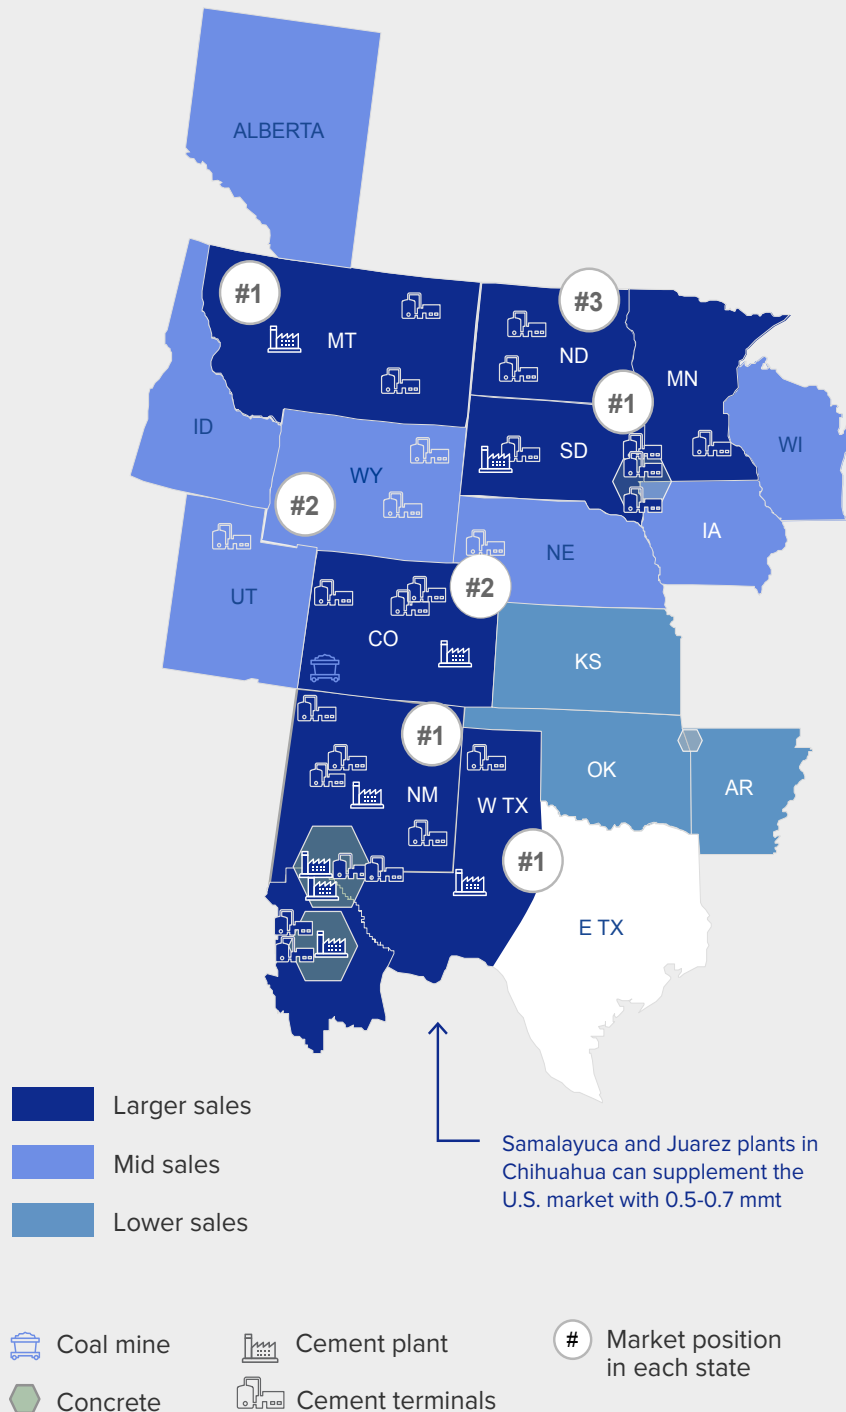 ALBERTA
#1
#3
MT
ND
MN
#1
ID
WY
SD
WI
#2
IA
NE
UT
#2
CO
KS
#1
NM
W TX
OK
AR
#1
E TX
Larger sales
Mid sales
Lower sales
Samalayuca and Juarez plants in
Chihuahua can supplement the
U.S. market with 0.5-0.7 mmt
Coal mine
Cement plant
# Market position
in each state
Concrete
Cement terminals